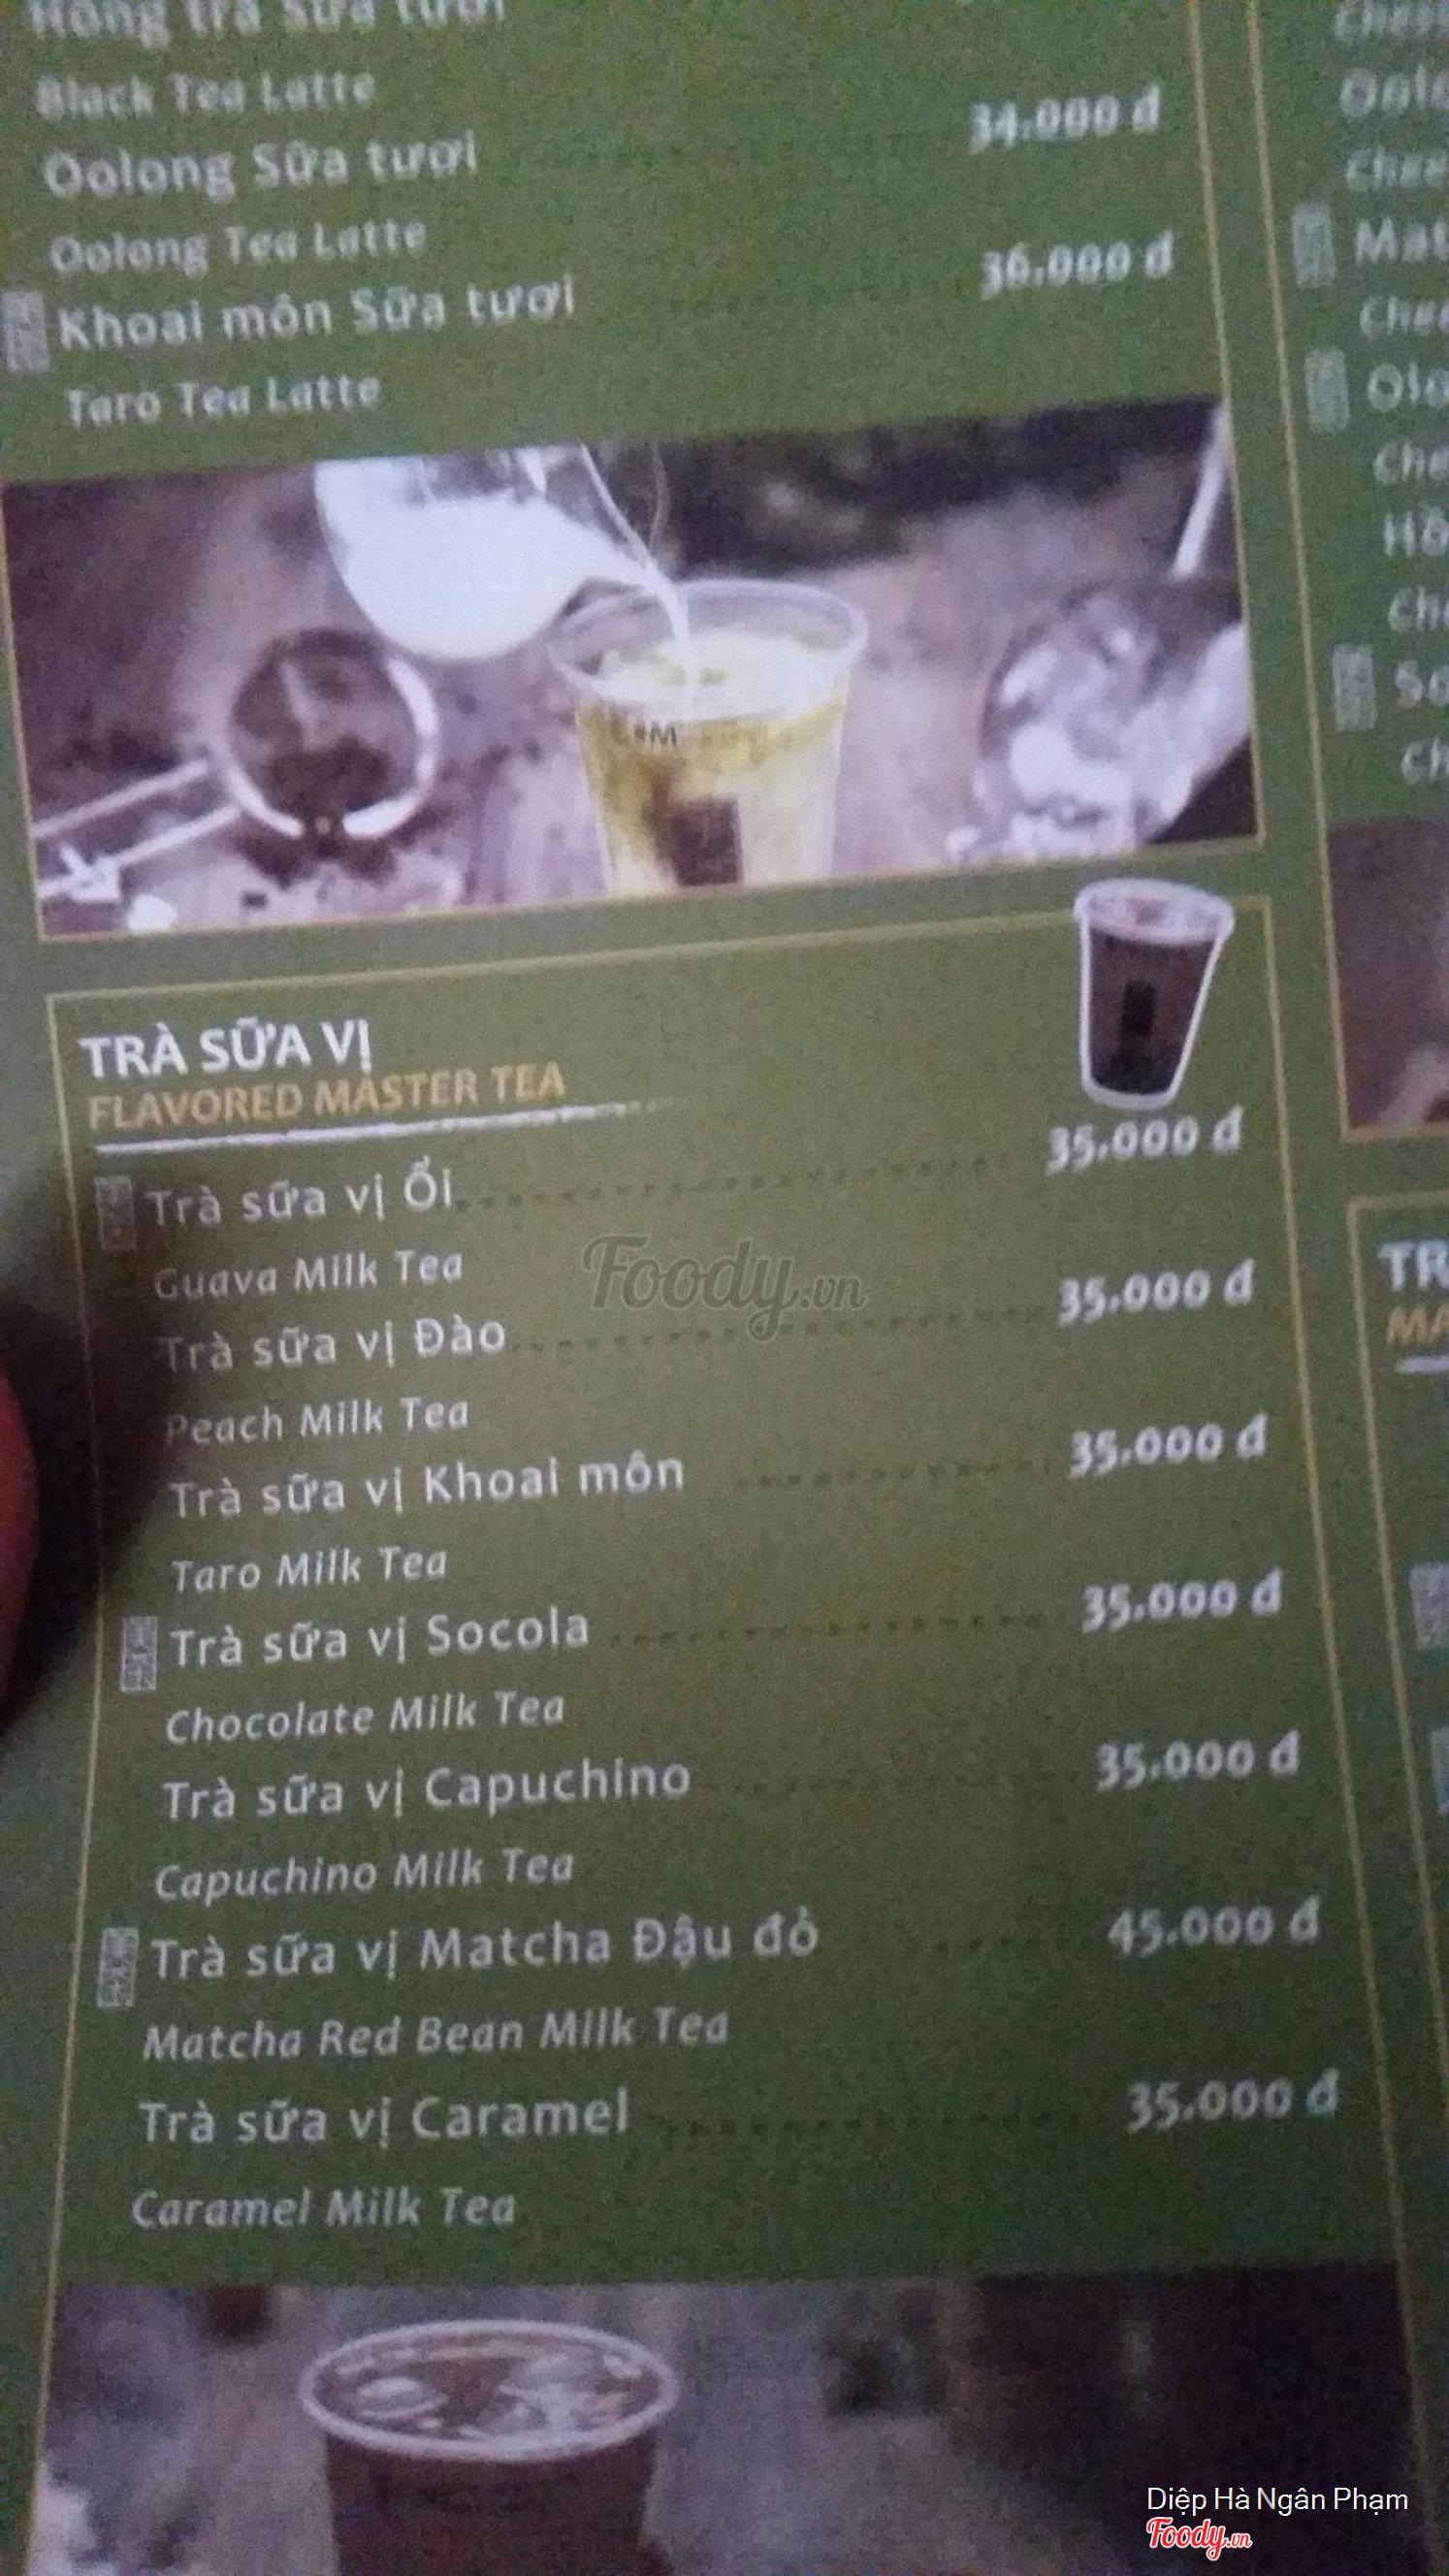 Hồng trà Sữa tươi
Black Tea Latte
Oolong Sữa tươi 34.000 đ
Oolong Tea Latte
Khoai môn Sữa tươi 36.000 đ
Taro Tea Latte
TRÀ SỮA VỊ
FLAVORED MASTER TEA
Trà sữa vị Ổi 35.000 đ
Guava Milk Tea
Trà sữa vị Đào 35.000 đ
Peach Milk Tea
Trà sữa vị Khoai môn 35.000 đ
Taro Milk Tea
Trà sữa vị Socola 35.000 đ
Chocolate Milk Tea
Trà sữa vị Capuchino 35.000 đ
Capuchino Milk Tea
Trà sữa vị Matcha Đậu đỏ 45.000 đ
Matcha Red Bean Milk Tea
Trà sữa vị Caramel 35.000 đ
Caramel Milk Tea
Foody.vn
Diệp Hà Ngân Phạm
Foody.vn